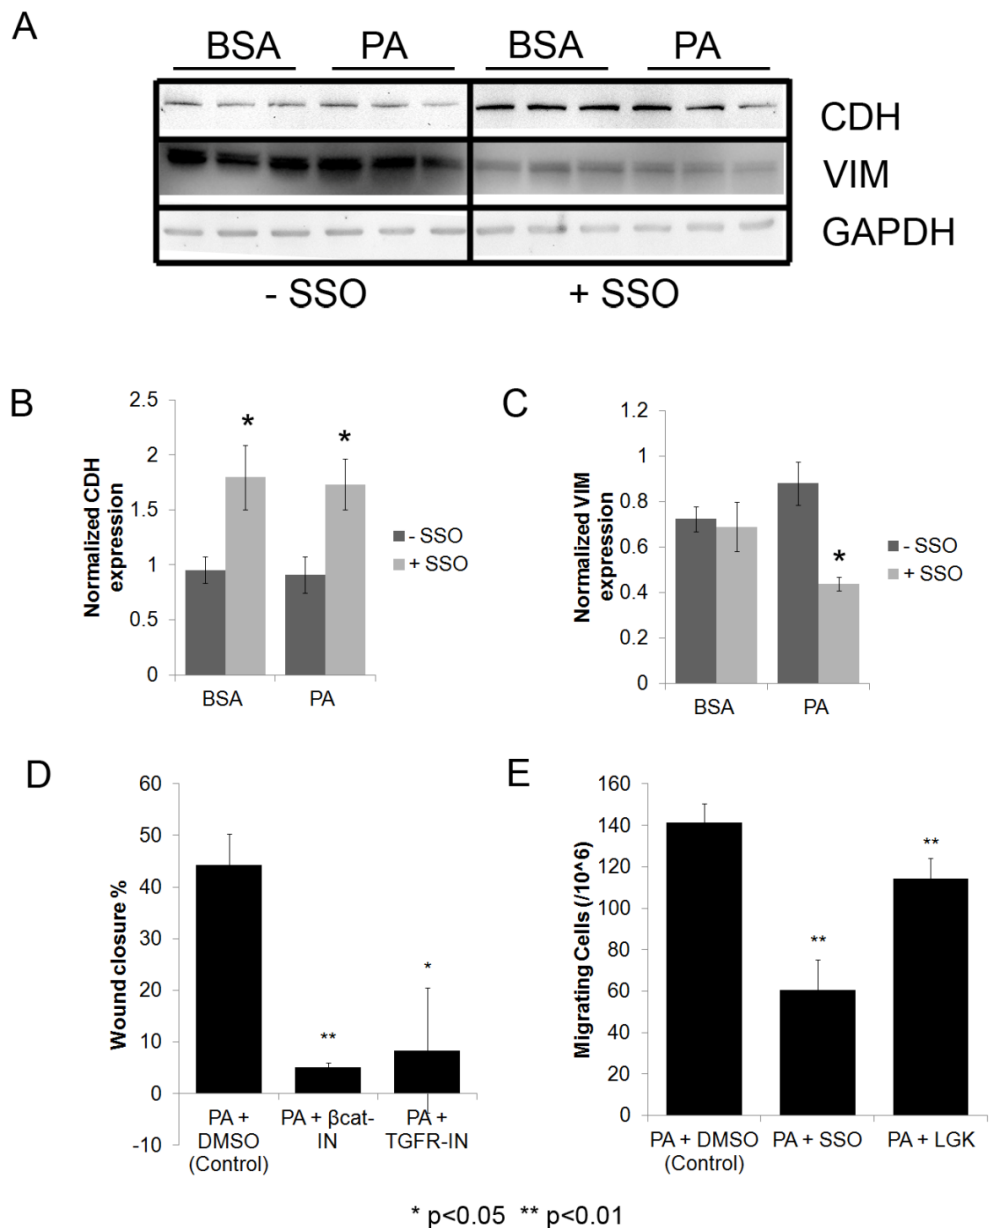 A
BSA PA BSA PA
CDH
VIM
GAPDH
- SSO + SSO
B
Normalized CDH
expression
2.5
2
1.5
1
0.5
0
BSA PA
- SSO
+ SSO
*
*
C
Normalized VIM
expression
1.2
1
0.8
0.6
0.4
0.2
0
BSA PA
- SSO
+ SSO
*
D
Wound closure %
60
50
40
30
20
10
0
-10
**
*
PA +
DMSO
(Control)
PA + βcat-
IN
PA +
TGFR-IN
E
Migrating Cells (/10^6)
160
140
120
100
80
60
40
20
0
**
**
PA + DMSO
(Control)
PA + SSO
PA + LGK
* p<0.05 ** p<0.01